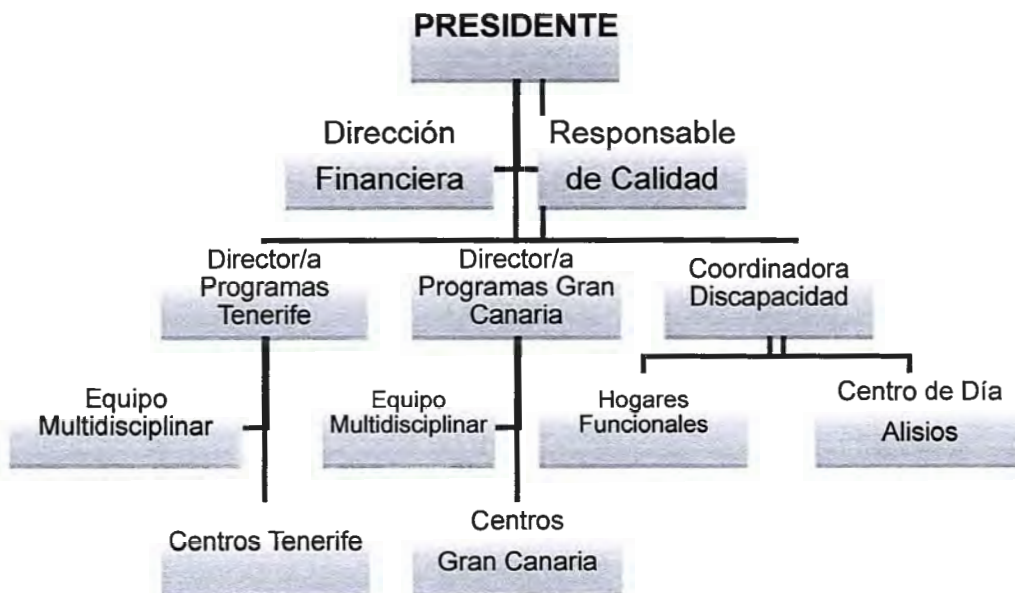 PRESIDENTE
Dirección
Financiera
Responsable
de Calidad
Director/a
Programas
Tenerife
Director/a
Programas Gran
Canaria
Coordinadora
Discapacidad
Equipo
Multidisciplinar
Equipo
Multidisciplinar
Hogares
Funcionales
Centro de Día
Alisios
Centros Tenerife
Centros
Gran Canaria